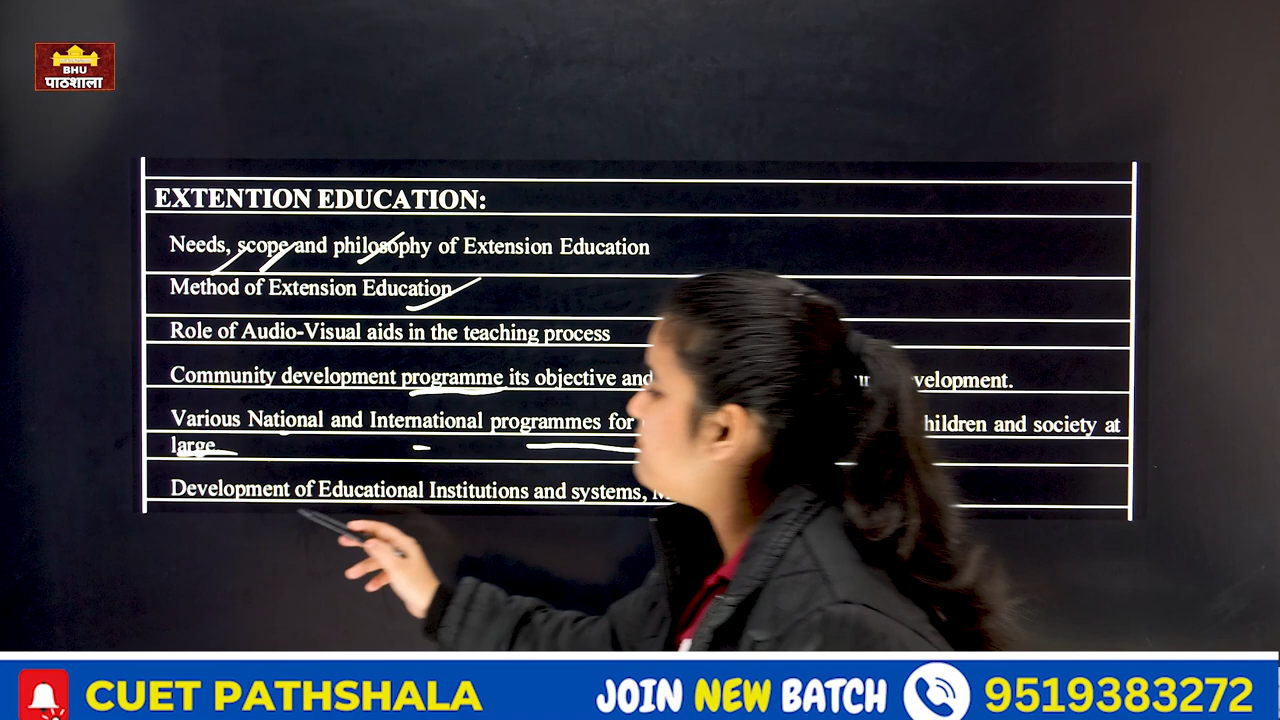 BHU
पाठशाला
EXTENTION EDUCATION:
Needs, scope and philosophy of Extension Education
Method of Extension Education
Role of Audio-Visual aids in the teaching process
Community development programme its objective and velopment.
Various National and International programmes for hildren and society at
large.
Development of Educational Institutions and systems,
CUET PATHSHALA
JOIN NEW BATCH
9519383272